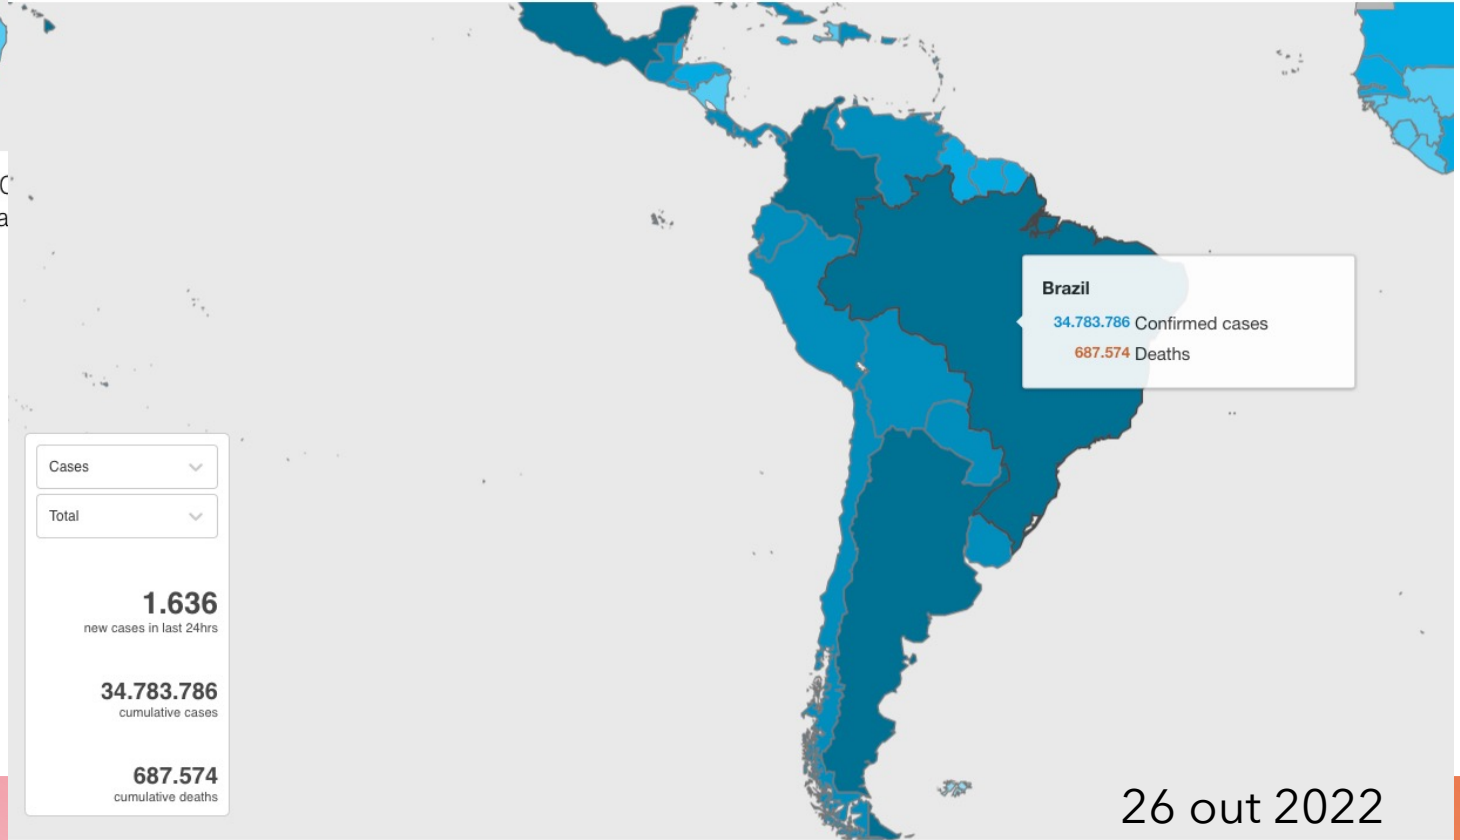 Brazil
34.783.786 Confirmed cases
687.574 Deaths
Cases
Total
1.636
new cases in last 24hrs
34.783.786
cumulative cases
687.574
cumulative deaths
26 out 2022